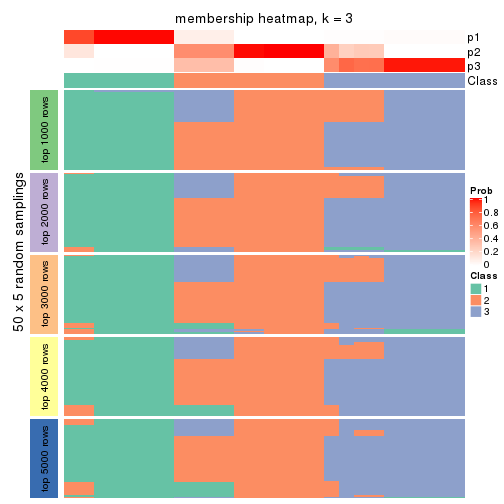 membership heatmap, k = 3
p1
p2
p3
Class
50 x 5 random samplings
top 1000 rows
top 2000 rows
top 3000 rows
top 4000 rows
top 5000 rows
Prob
1
0.8
0.6
0.4
0.2
0
Class
1
2
3